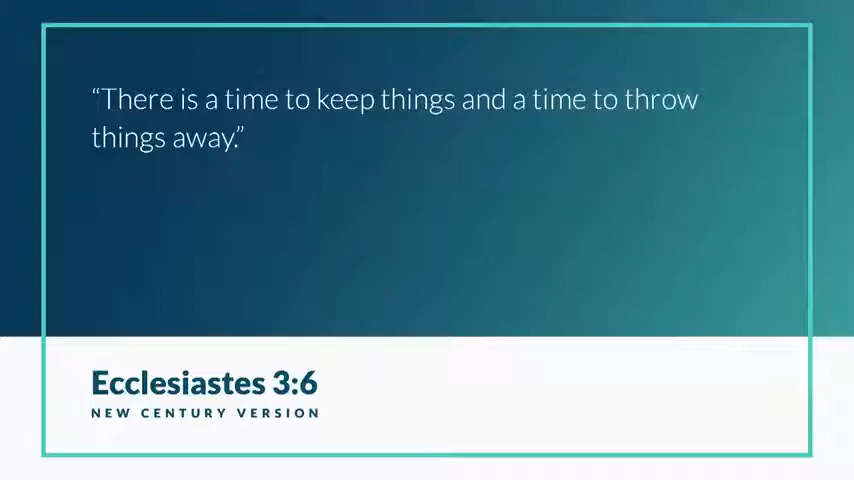 “There is a time to keep things and a time to throw
things away.”
Ecclesiastes 3:6
NEW CENTURY VERSION